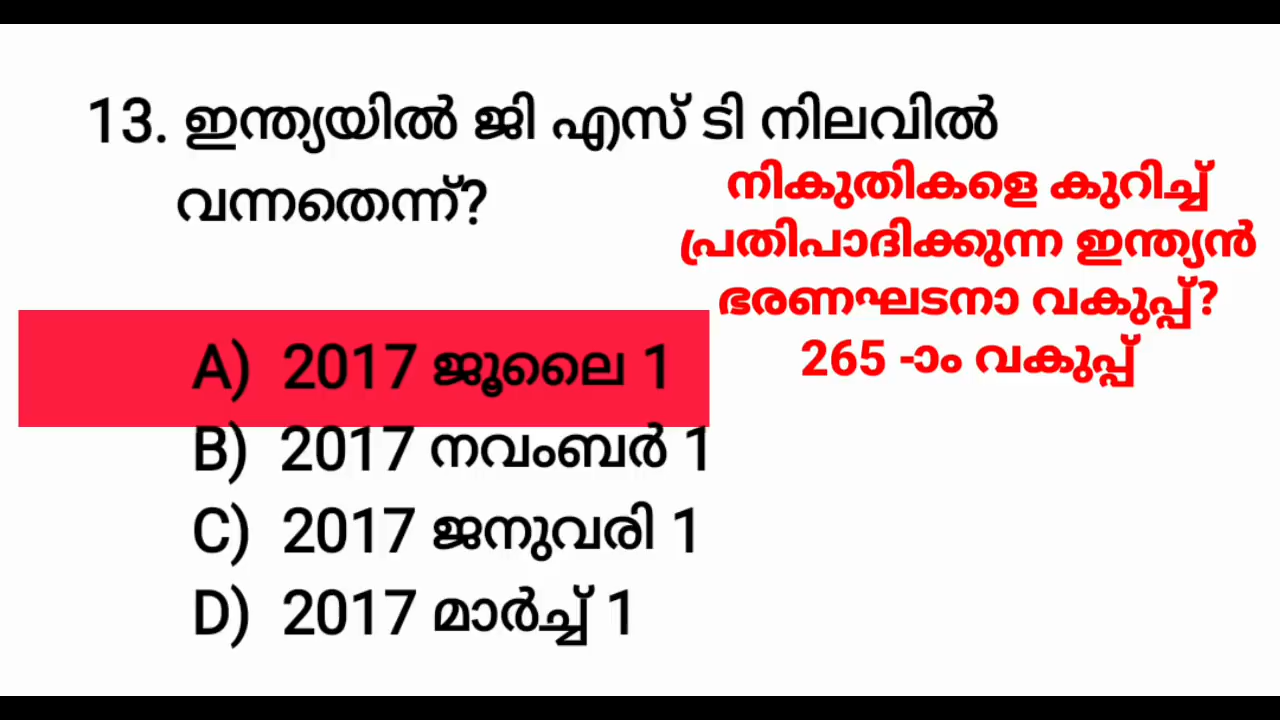 13. ഇന്ത്യയിൽ ജി എസ് ടി നിലവിൽ
വന്നതെന്ന്?
നികുതികളെ കുറിച്ച്
പ്രതിപാദിക്കുന്ന ഇന്ത്യൻ
ഭരണഘടനാ വകുപ്പ്?
265 -ാം വകുപ്പ്
A) 2017 ജൂലൈ 1
B) 2017 നവംബർ 1
C) 2017 ജനുവരി 1
D) 2017 മാർച്ച് 1